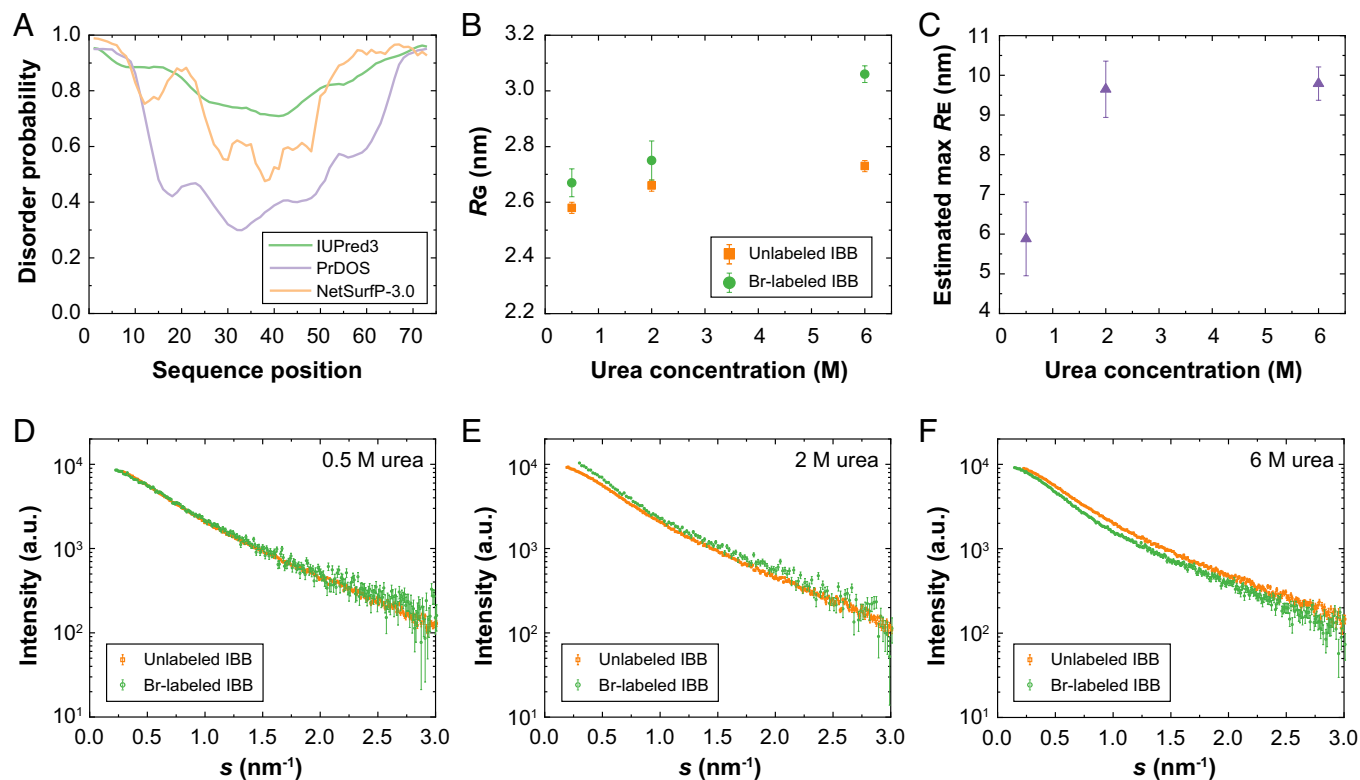 A
Disorder probability
1.0
0.8
0.6
0.4
0.2
0.0
0 10 20 30 40 50 60 70
Sequence position
IUPred3
PrDOS
NetSurfP-3.0
B
RG (nm)
3.2
3.0
2.8
2.6
2.4
2.2
0 1 2 3 4 5 6
Urea concentration (M)
Unlabeled IBB
Br-labeled IBB
C
Estimated max RE (nm)
11
10
9
8
7
6
5
4
0 1 2 3 4 5 6
Urea concentration (M)
D
Intensity (a.u.)
10⁴
10³
10²
10¹
0.0 0.5 1.0 1.5 2.0 2.5 3.0
s (nm⁻¹)
0.5 M urea
Unlabeled IBB
Br-labeled IBB
E
Intensity (a.u.)
10⁴
10³
10²
10¹
0.0 0.5 1.0 1.5 2.0 2.5 3.0
s (nm⁻¹)
2 M urea
Unlabeled IBB
Br-labeled IBB
F
Intensity (a.u.)
10⁴
10³
10²
10¹
0.0 0.5 1.0 1.5 2.0 2.5 3.0
s (nm⁻¹)
6 M urea
Unlabeled IBB
Br-labeled IBB